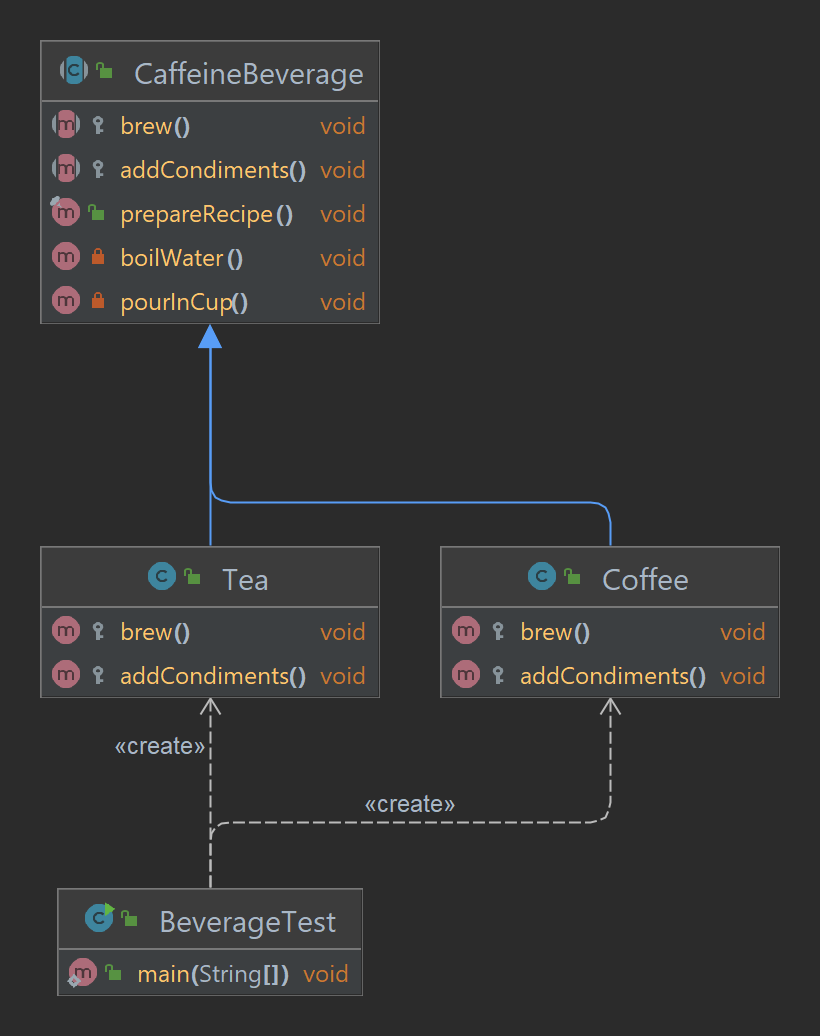 CaffeineBeverage
brew() void
addCondiments() void
prepareRecipe() void
boilWater() void
pourInCup() void
Tea
brew() void
addCondiments() void
Coffee
brew() void
addCondiments() void
«create»
«create»
BeverageTest
main(String[]) void